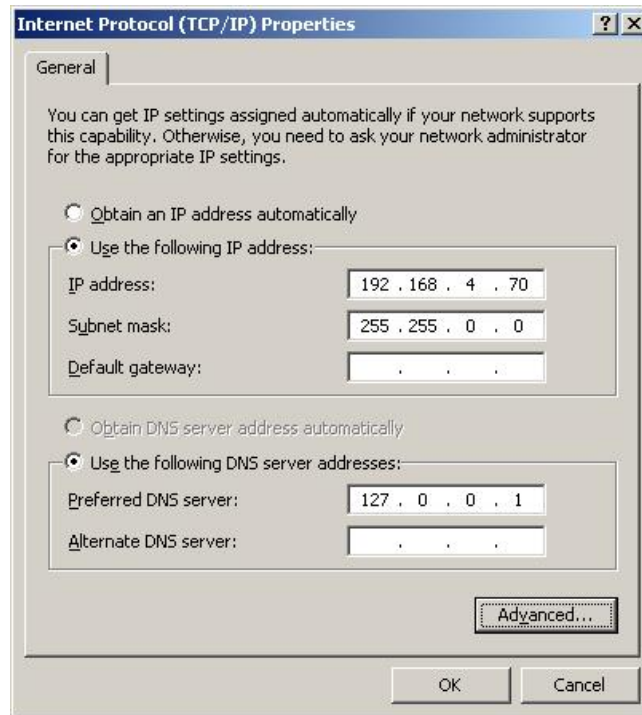 Internet Protocol (TCP/IP) Properties
General
You can get IP settings assigned automatically if your network supports
this capability. Otherwise, you need to ask your network administrator
for the appropriate IP settings.
Obtain an IP address automatically
Use the following IP address:
IP address: 192 . 168 . 4 . 70
Subnet mask: 255 . 255 . 0 . 0
Default gateway: . . .
Obtain DNS server address automatically
Use the following DNS server addresses:
Preferred DNS server: 127 . 0 . 0 . 1
Alternate DNS server: . . .
Advanced...
OK Cancel